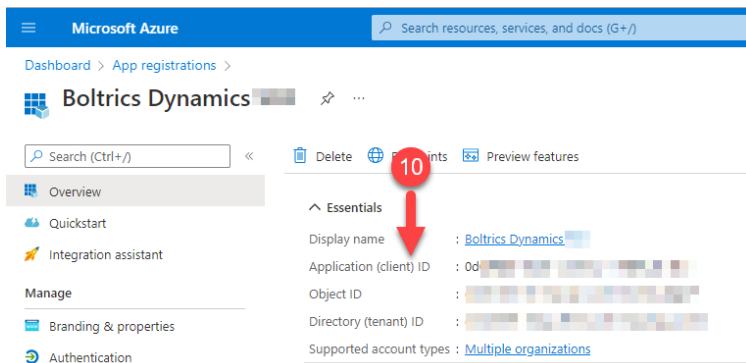 Microsoft Azure
Search resources, services, and docs (G+/)
Dashboard > App registrations >
Boltrics Dynamics
Search (Ctrl+/)
«
Delete
Preview features
10
Overview
Essentials
Quickstart
Display name : Boltrics Dynamics
Integration assistant
Application (client) ID : 0d
Object ID :
Manage
Directory (tenant) ID :
Branding & properties
Supported account types : Multiple organizations
Authentication